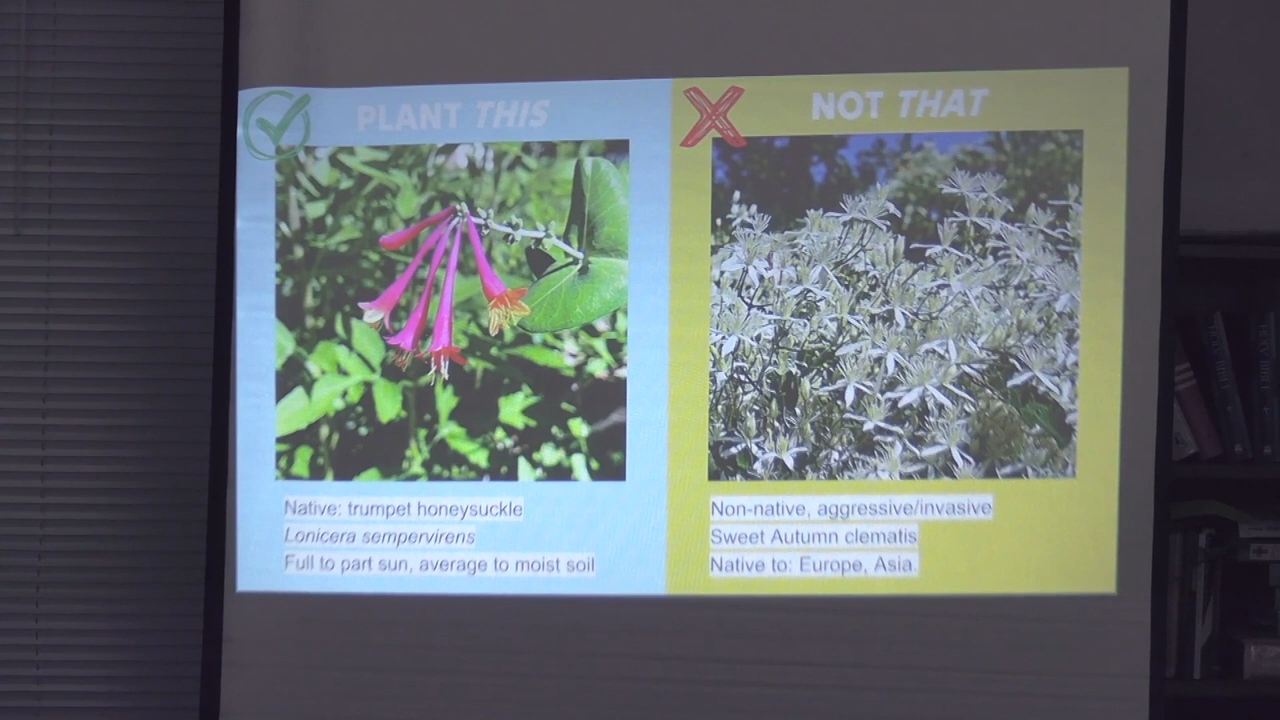 PLANT THIS
NOT THAT
Native: trumpet honeysuckle
Lonicera sempervirens
Full to part sun, average to moist soil
Non-native, aggressive/invasive
Sweet Autumn clematis
Native to: Europe, Asia.